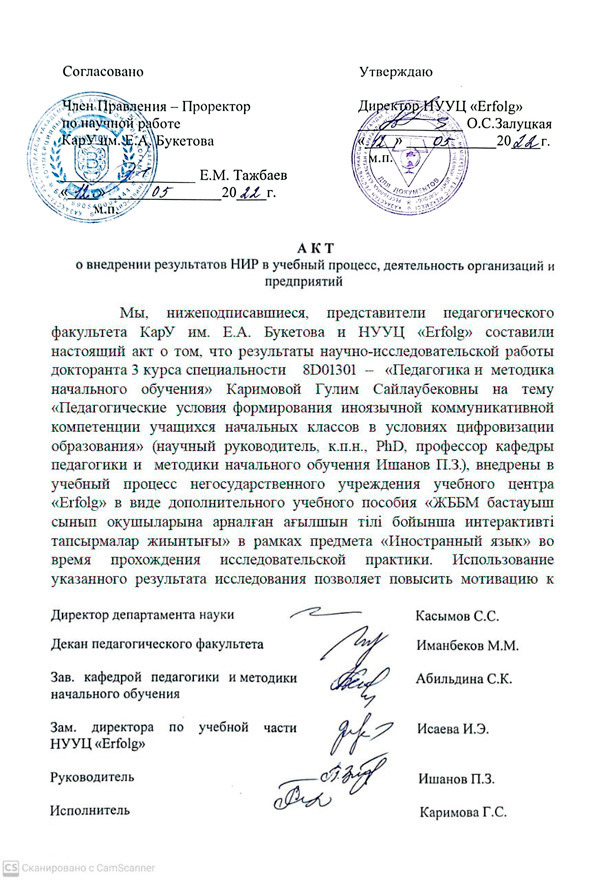 Согласовано
Утверждаю
Член Правления – Проректор
по научной работе
КарУ им. Е.А. Букетова
Директор НУУЦ «Erfolg»
О.С.Залуцкая
«12» 05 2022 г.
м.п.
ДЛЯ ДОКУМЕНТОВ
Е.М. Тажбаев
«12» 05 2022 г.
м.п.
А К Т
о внедрении результатов НИР в учебный процесс, деятельность организаций и
предприятий
Мы, нижеподписавшиеся, представители педагогического
факультета КарУ им. Е.А. Букетова и НУУЦ «Erfolg» составили
настоящий акт о том, что результаты научно-исследовательской работы
докторанта 3 курса специальности 8D01301 – «Педагогика и методика
начального обучения» Каримовой Гулим Сайлаубековны на тему
«Педагогические условия формирования иноязычной коммуникативной
компетенции учащихся начальных классов в условиях цифровизации
образования» (научный руководитель, к.п.н., PhD, профессор кафедры
педагогики и методики начального обучения Ишанов П.З.), внедрены в
учебный процесс негосударственного учреждения учебного центра
«Erfolg» в виде дополнительного учебного пособия «ЖББМ бастауыш
сынып оқушыларына арналған ағылшын тілі бойынша интерактивті
тапсырмалар жиынтығы» в рамках предмета «Иностранный язык» во
время прохождения исследовательской практики. Использование
указанного результата исследования позволяет повысить мотивацию к
Директор департамента науки Касымов С.С.
Декан педагогического факультета Иманбеков М.М.
Зав. кафедрой педагогики и методики
начального обучения
Абильдина С.К.
Зам. директора по учебной части
НУУЦ «Erfolg»
Исаева И.Э.
Руководитель Ишанов П.З.
Исполнитель Каримова Г.С.
CS Сканировано с CamScanner